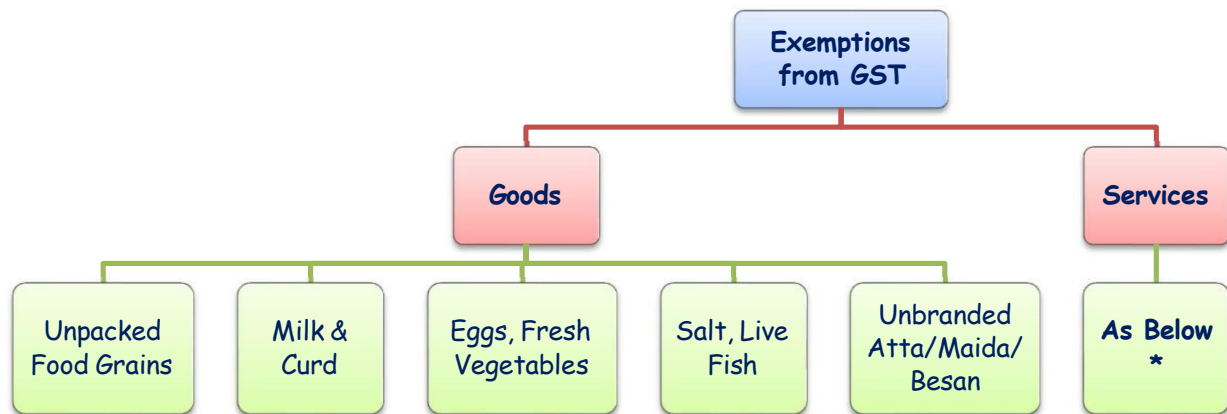 Exemptions
from GST
Goods
Services
Unpacked
Food Grains
Milk &
Curd
Eggs, Fresh
Vegetables
Salt, Live
Fish
Unbranded
Atta/Maida/
Besan
As Below
*